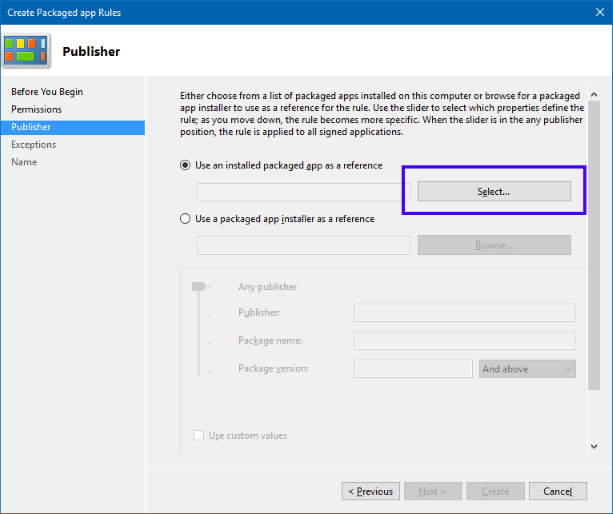 Create Packaged app Rules
Publisher
Before You Begin
Permissions
Publisher
Exceptions
Name
Either choose from a list of packaged apps installed on this computer or browse for a packaged
app installer to use as a reference for the rule. Use the slider to select which properties define the
rule; as you move down, the rule becomes more specific. When the slider is in the any publisher
position, the rule is applied to all signed applications.
Use an installed packaged app as a reference
Select...
Use a packaged app installer as a reference
Browse...
Any publisher
Publisher:
Package name:
Package version:
And above
Use custom values
< Previous
Next >
Create
Cancel